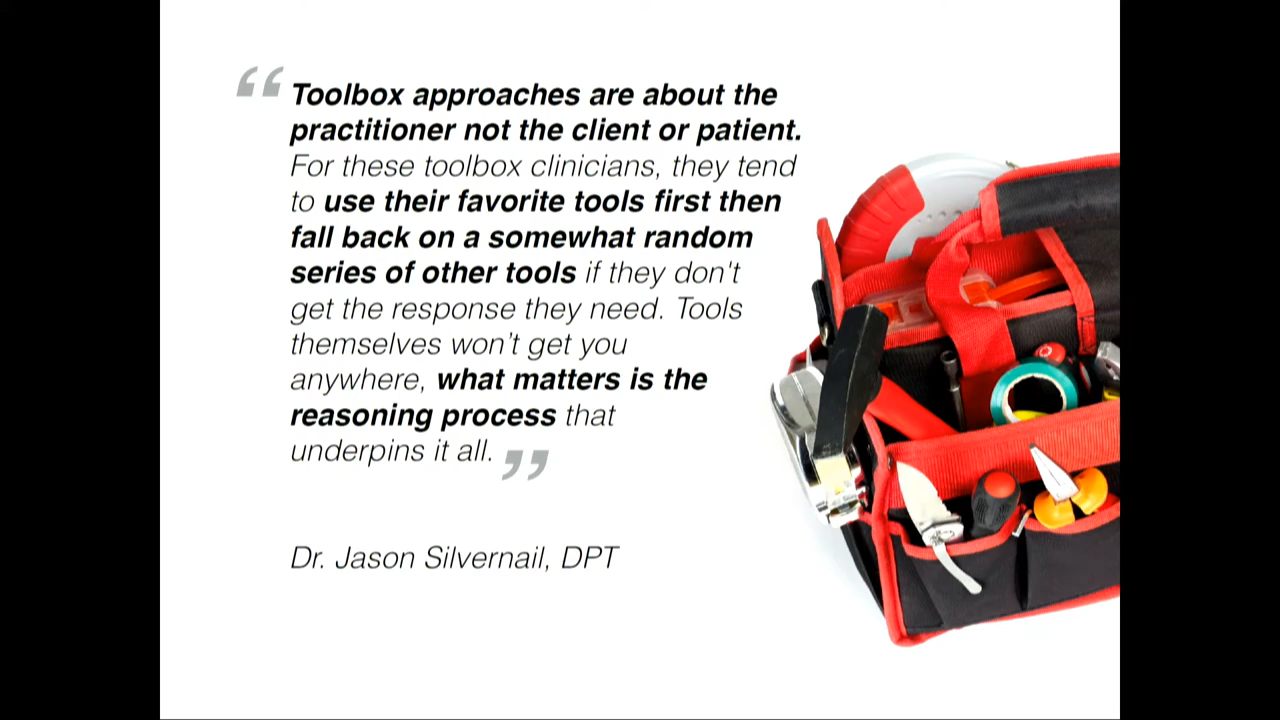 “ Toolbox approaches are about the
practitioner not the client or patient.
For these toolbox clinicians, they tend
to use their favorite tools first then
fall back on a somewhat random
series of other tools if they don't
get the response they need. Tools
themselves won’t get you
anywhere, what matters is the
reasoning process that
underpins it all. ”
Dr. Jason Silvernail, DPT